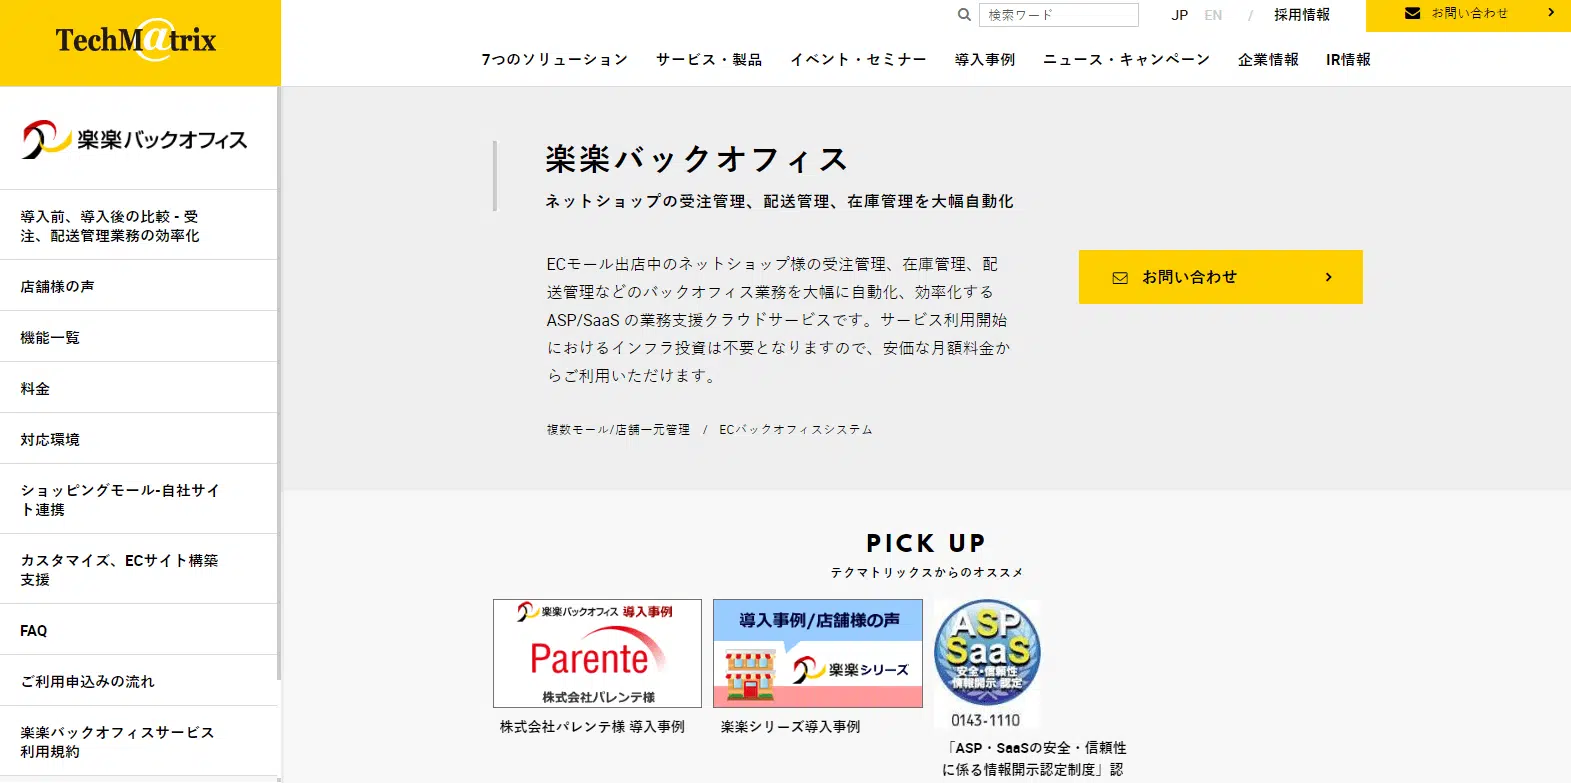 TechM@trix
検索ワード
JP EN / 採用情報
お問い合わせ
7つのソリューション サービス・製品 イベント・セミナー 導入事例 ニュース・キャンペーン 企業情報 IR情報
楽楽バックオフィス
導入前、導入後の比較 - 受
注、配送管理業務の効率化
店舗様の声
機能一覧
料金
対応環境
ショッピングモール-自社サイ
ト連携
カスタマイズ、ECサイト構築
支援
FAQ
ご利用申込みの流れ
楽楽バックオフィスサービス
利用規約
楽楽バックオフィス
ネットショップの受注管理、配送管理、在庫管理を大幅自動化
ECモール出店中のネットショップ様の受注管理、在庫管理、配
送管理などのバックオフィス業務を大幅に自動化、効率化する
ASP/SaaS の業務支援クラウドサービスです。サービス利用開始
におけるインフラ投資は不要となりますので、安価な月額料金か
らご利用いただけます。
複数モール/店舗一元管理 / ECバックオフィスシステム
お問い合わせ
PICK UP
テクマトリックスからのオススメ
楽楽バックオフィス 導入事例
Parente
株式会社パレンテ様
株式会社パレンテ様 導入事例
導入事例/店舗様の声
楽楽シリーズ
楽楽シリーズ導入事例
ASP
SaaS
安全・信頼性
情報開示 認定
0143-1110
「ASP・SaaSの安全・信頼性
に係る情報開示認定制度」認